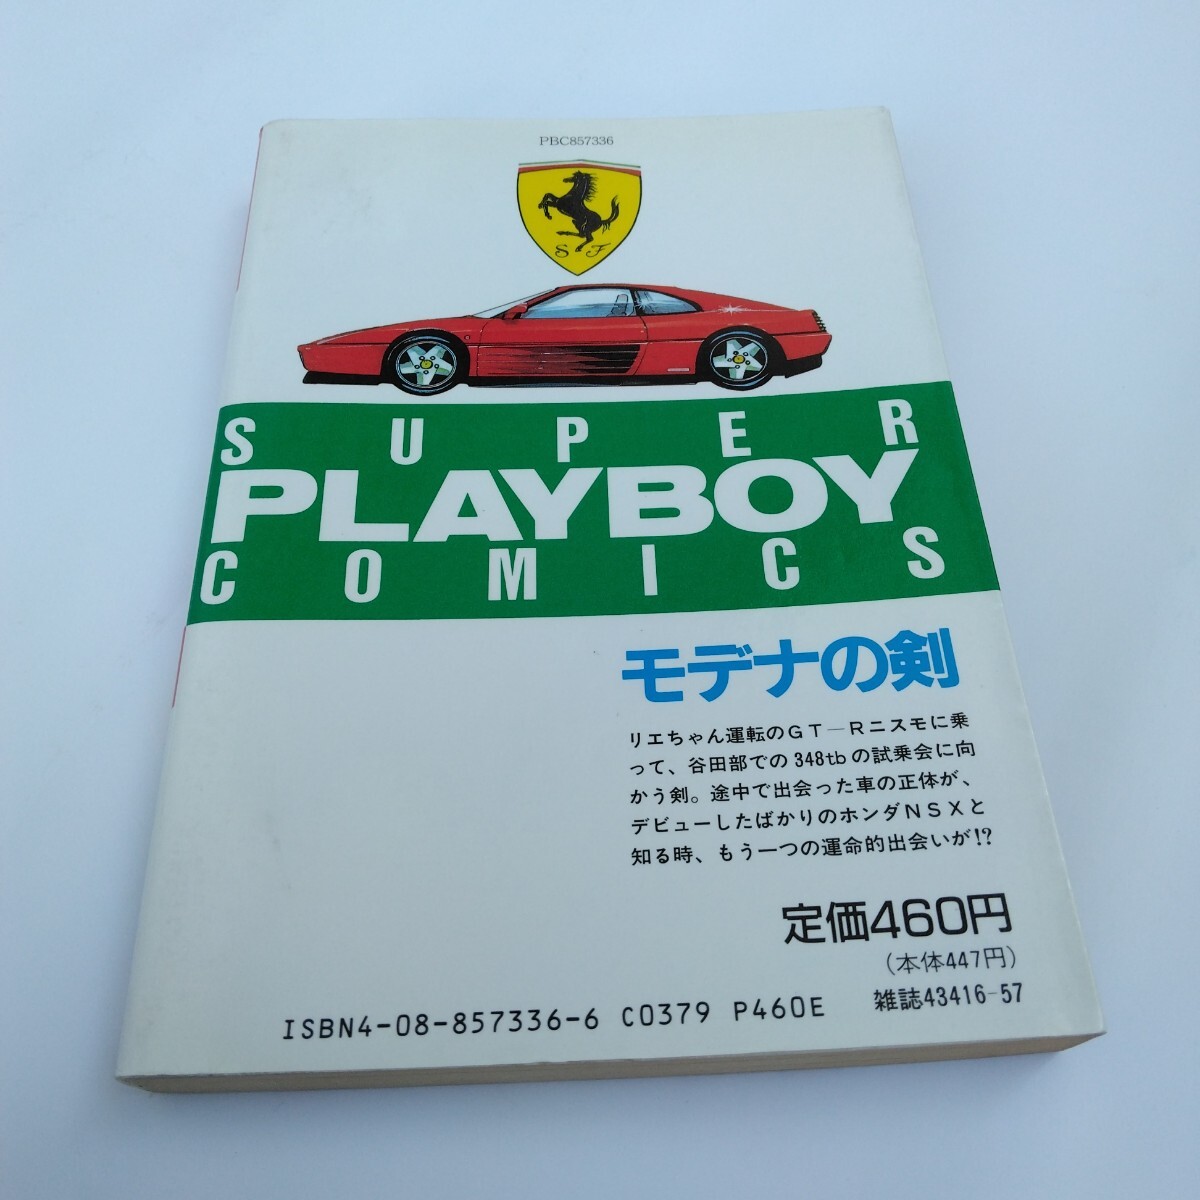 PBC857336
S F
SUPER
PLAYBOY
COMICS
モデナの剣
リエちゃん運転のGT—Rニスモに乗
って、谷田部での348tbの試乗会に向
かう剣。途中で出会った車の正体が、
デビューしたばかりのホンダNSXと
知る時、もう一つの運命的出会いが!?
定価460円
(本体447円)
雑誌43416-57
ISBN4-08-857336-6 C0379 P460E